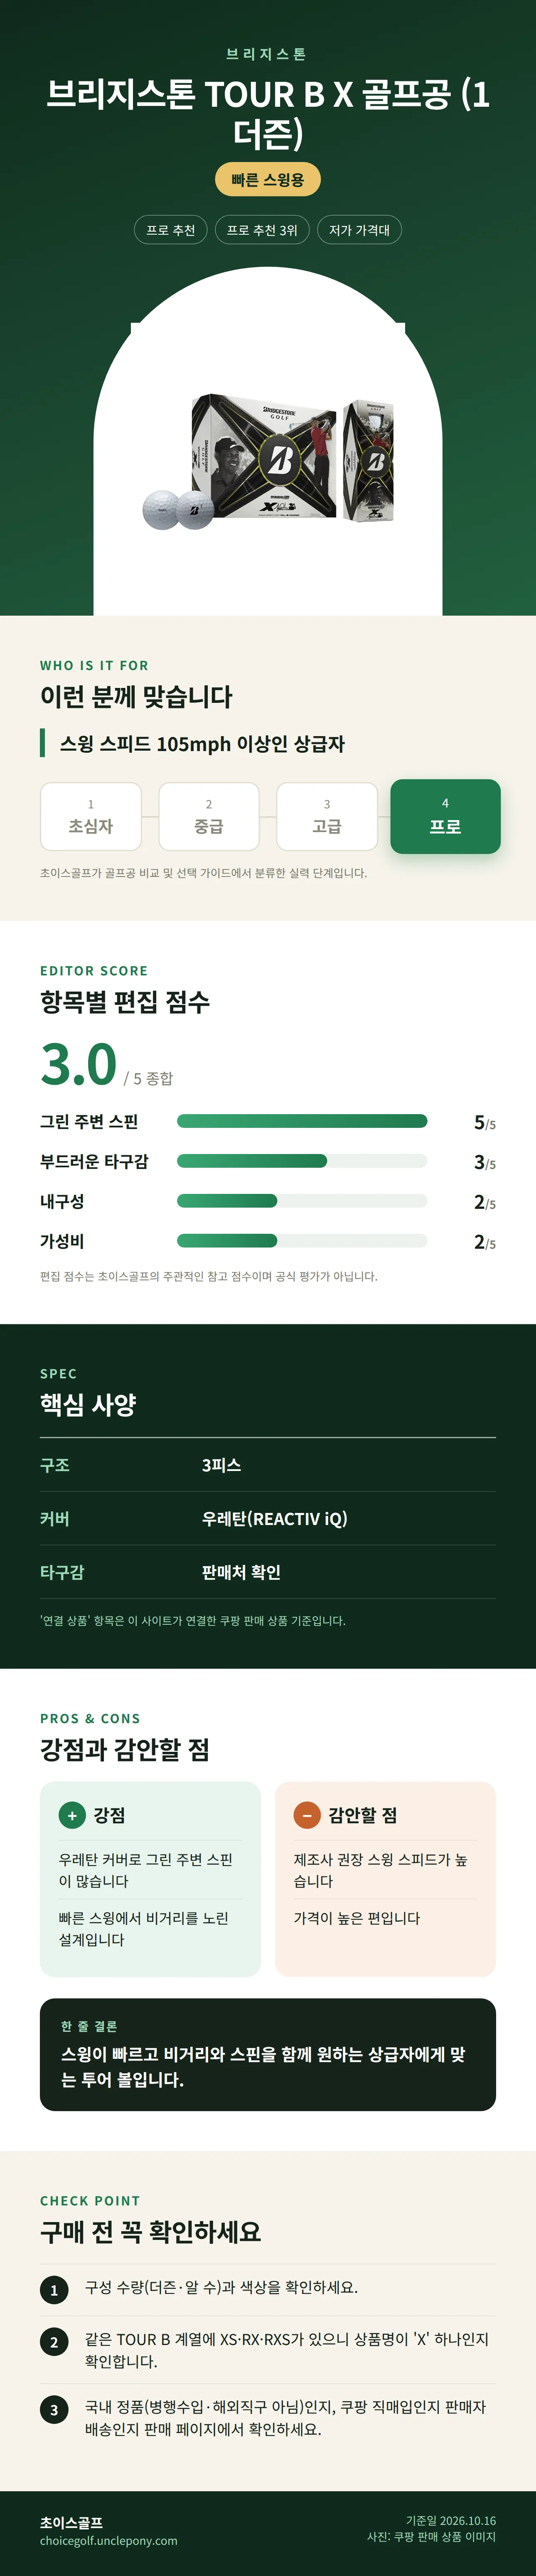 브리지스톤
브리지스톤 TOUR B X 골프공 (1
더즌)
빠른 스윙용
프로 추천
프로 추천 3위
저가 가격대
BRIDGESTONE
GOLF
B
X
WHO IS IT FOR
이런 분께 맞습니다
스윙 스피드 105mph 이상인 상급자
1
초심자
2
중급
3
고급
4
프로
초이스골프가 골프공 비교 및 선택 가이드에서 분류한 실력 단계입니다.
EDITOR SCORE
항목별 편집 점수
3.0 / 5 종합
그린 주변 스핀 5/5
부드러운 타구감 3/5
내구성 2/5
가성비 2/5
편집 점수는 초이스골프의 주관적인 참고 점수이며 공식 평가가 아닙니다.
SPEC
핵심 사양
구조 3피스
커버 우레탄(REACTIV iQ)
타구감 판매처 확인
'연결 상품' 항목은 이 사이트가 연결한 쿠팡 판매 상품 기준입니다.
PROS & CONS
강점과 감안할 점
+ 강점
우레탄 커버로 그린 주변 스핀
이 많습니다
빠른 스윙에서 비거리를 노린
설계입니다
− 감안할 점
제조사 권장 스윙 스피드가 높
습니다
가격이 높은 편입니다
한 줄 결론
스윙이 빠르고 비거리와 스핀을 함께 원하는 상급자에게 맞
는 투어 볼입니다.
CHECK POINT
구매 전 꼭 확인하세요
1 구성 수량(더즌·알 수)과 색상을 확인하세요.
2 같은 TOUR B 계열에 XS·RX·RXS가 있으니 상품명이 'X' 하나인지
확인합니다.
3 국내 정품(병행수입·해외직구 아님)인지, 쿠팡 직매입인지 판매자
배송인지 판매 페이지에서 확인하세요.
초이스골프
choicegolf.unclepony.com
기준일 2026.10.16
사진: 쿠팡 판매 상품 이미지